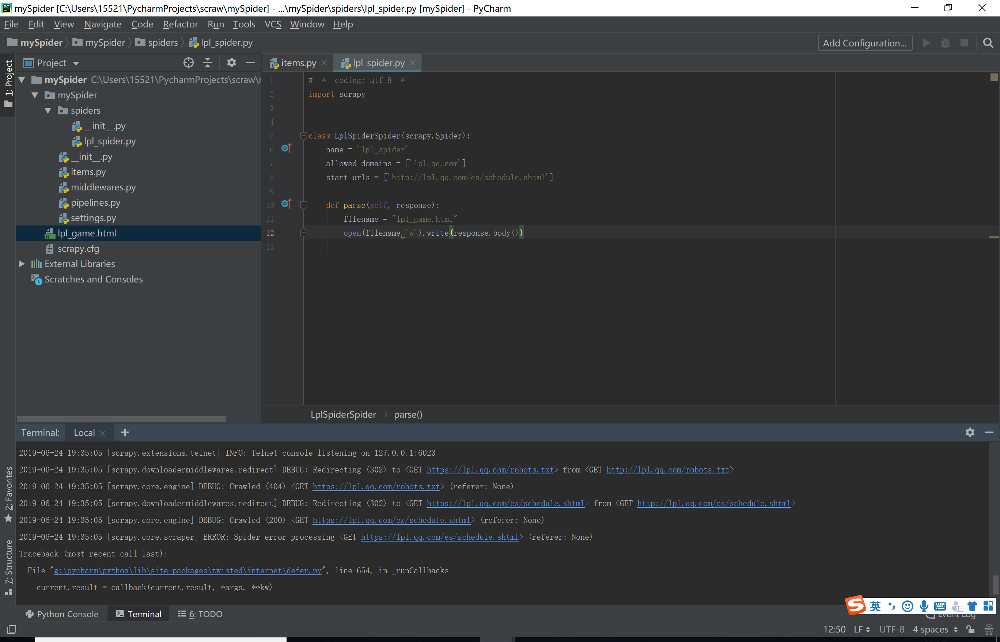 mySpider [C:\Users\15521\PycharmProjects\scraw\mySpider] - ...\mySpider\spiders\lpl_spider.py [mySpider] - PyCharm
File Edit View Navigate Code Refactor Run Tools VCS Window Help
mySpider mySpider spiders lpl_spider.py Add Configuration...
1: Project
Project
items.py lpl_spider.py
mySpider C:\Users\15521\PycharmProjects\scraw\
mySpider
spiders
__init__.py
lpl_spider.py
__init__.py
items.py
middlewares.py
pipelines.py
settings.py
lpl_game.html
scrapy.cfg
External Libraries
Scratches and Consoles
1 # -*- coding: utf-8 -*-
2 import scrapy
3
4
5 class LplSpiderSpider(scrapy.Spider):
6 name = 'lpl_spider'
7 allowed_domains = ['lpl.qq.com']
8 start_urls = ['http://lpl.qq.com/es/schedule.shtml']
9
10 def parse(self, response):
11 filename = "lpl_game.html"
12 open(filename,'w').write(response.body())
13
LplSpiderSpider › parse()
Terminal: Local
2019-06-24 19:35:05 [scrapy.extensions.telnet] INFO: Telnet console listening on 127.0.0.1:6023
2019-06-24 19:35:05 [scrapy.downloadermiddlewares.redirect] DEBUG: Redirecting (302) to <GET https://lpl.qq.com/robots.txt> from <GET http://lpl.qq.com/robots.txt>
2019-06-24 19:35:05 [scrapy.core.engine] DEBUG: Crawled (404) <GET https://lpl.qq.com/robots.txt> (referer: None)
2019-06-24 19:35:05 [scrapy.downloadermiddlewares.redirect] DEBUG: Redirecting (302) to <GET https://lpl.qq.com/es/schedule.shtml> from <GET http://lpl.qq.com/es/schedule.shtml>
2019-06-24 19:35:05 [scrapy.core.engine] DEBUG: Crawled (200) <GET https://lpl.qq.com/es/schedule.shtml> (referer: None)
2019-06-24 19:35:05 [scrapy.core.scraper] ERROR: Spider error processing <GET https://lpl.qq.com/es/schedule.shtml> (referer: None)
Traceback (most recent call last):
File "g:\pycharm\python\lib\site-packages\twisted\internet\defer.py", line 654, in _runCallbacks
current.result = callback(current.result, *args, **kw)
2: Favorites
7: Structure
英
Python Console Terminal 6: TODO Event Log
12:50 LF UTF-8 4 spaces